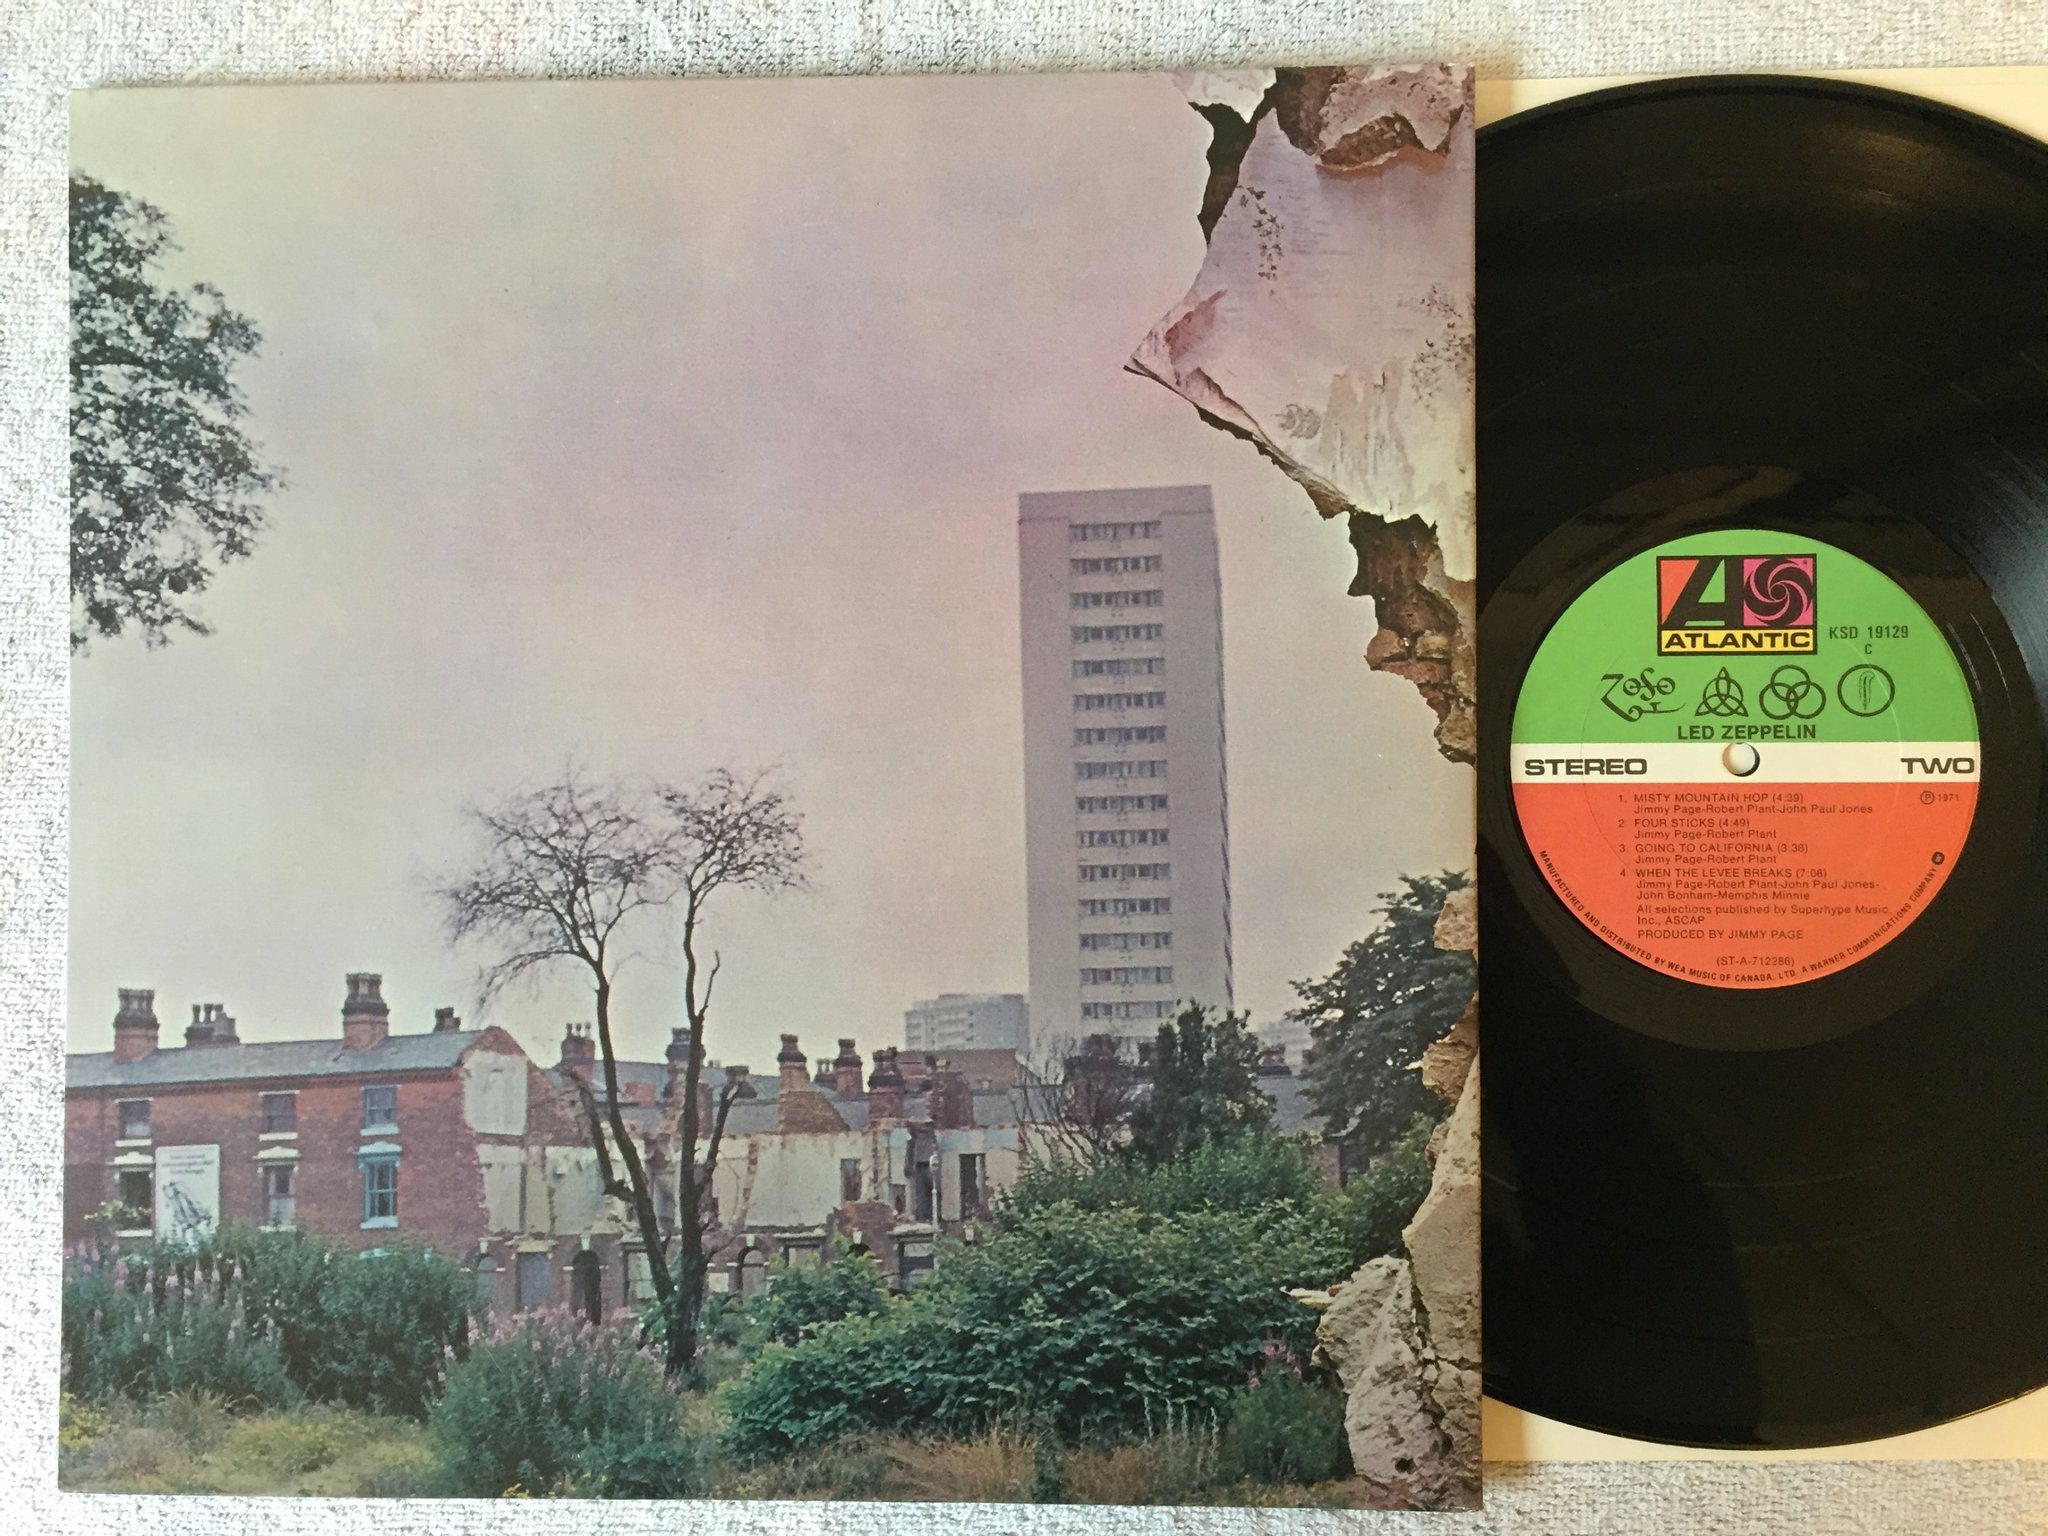 ATLANTIC
KSD 19129
C
Zoso
LED ZEPPELIN
STEREO
TWO
1. MISTY MOUNTAIN HOP (4:39)
Jimmy Page-Robert Plant-John Paul Jones
℗ 1971
2 FOUR STICKS (4:49)
Jimmy Page-Robert Plant
3. GOING TO CALIFORNIA (3:36)
Jimmy Page-Robert Plant
4 WHEN THE LEVEE BREAKS (7:08)
Jimmy Page-Robert Plant-John Paul Jones-
John Bonham-Memphis Minnie
All selections published by Superhype Music,
Inc., ASCAP
PRODUCED BY JIMMY PAGE
(ST-A-712286)
MANUFACTURED AND DISTRIBUTED BY WEA MUSIC OF CANADA, LTD. A WARNER COMMUNICATIONS COMPANY